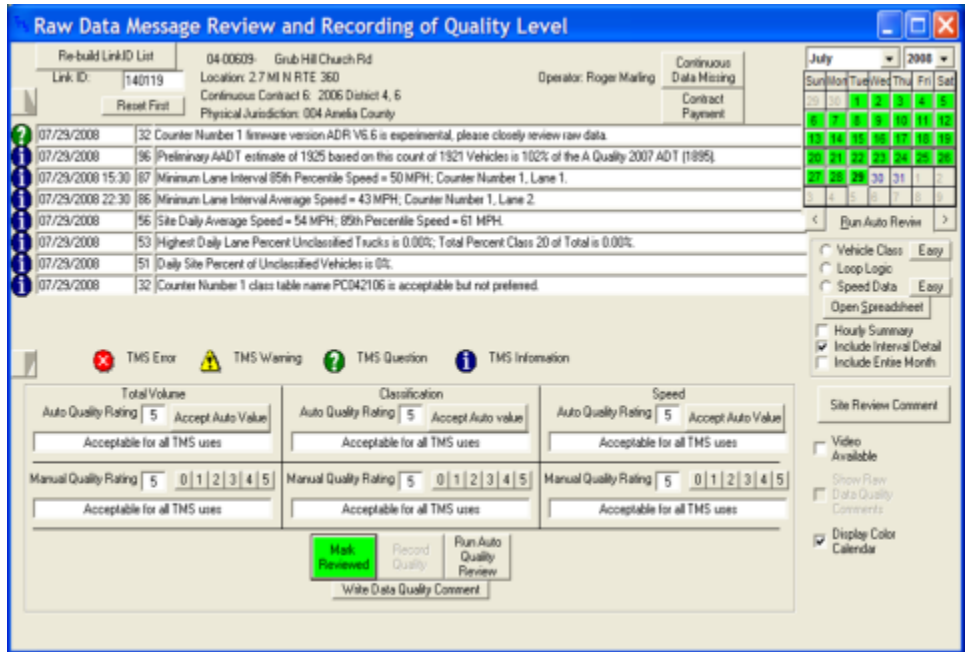 Raw Data Message Review and Recording of Quality Level
Re-build LinkID List
Link ID: 140119
Reset First
04-00609- Grub Hill Church Rd
Location: 2.7 MI N RTE 360
Operator: Roger Marling
Continuous Contract 6: 2006 District 4, 6
Physical Jurisdiction: 004 Amelia County
Continuous Data Missing
Contract Payment
07/29/2008 32 Counter Number 1 firmware version ADR V6.6 is experimental, please closely review raw data.
07/29/2008 96 Preliminary AADT estimate of 1925 based on this count of 1921 Vehicles is 102% of the A Quality 2007 ADT (1895).
07/29/2008 15:30 87 Minimum Lane Interval 85th Percentile Speed = 50 MPH; Counter Number 1, Lane 1.
07/29/2008 22:30 86 Minimum Lane Interval Average Speed = 43 MPH; Counter Number 1, Lane 2.
07/29/2008 56 Site Daily Average Speed = 54 MPH; 85th Percentile Speed = 61 MPH.
07/29/2008 53 Highest Daily Lane Percent Unclassified Trucks is 0.00%; Total Percent Class 20 of Total is 0.00%.
07/29/2008 51 Daily Site Percent of Unclassified Vehicles is 0%.
07/29/2008 32 Counter Number 1 class table name PC042106 is acceptable but not preferred.
TMS Error TMS Warning TMS Question TMS Information
July 2008
Sun Mon Tue Wed Thu Fri Sat
29 30 1 2 3 4 5
6 7 8 9 10 11 12
13 14 15 16 17 18 19
20 21 22 23 24 25 26
27 28 29 30 31 1 2
3 4 5 6 7 8 9
< Run Auto Review >
Vehicle Class Easy
Loop Logic
Speed Data Easy
Open Spreadsheet
Hourly Summary
Include Interval Detail
Include Entire Month
Site Review Comment
Video Available
Show Raw Data Quality Comments
Display Color Calendar
Total Volume
Auto Quality Rating 5 Accept Auto Value
Acceptable for all TMS uses
Manual Quality Rating 5 0 1 2 3 4 5
Acceptable for all TMS uses
Classification
Auto Quality Rating 5 Accept Auto value
Acceptable for all TMS uses
Manual Quality Rating 5 0 1 2 3 4 5
Acceptable for all TMS uses
Speed
Auto Quality Rating 5 Accept Auto Value
Acceptable for all TMS uses
Manual Quality Rating 5 0 1 2 3 4 5
Acceptable for all TMS uses
Mark Reviewed
Record Quality
Run Auto Quality Review
Write Data Quality Comment